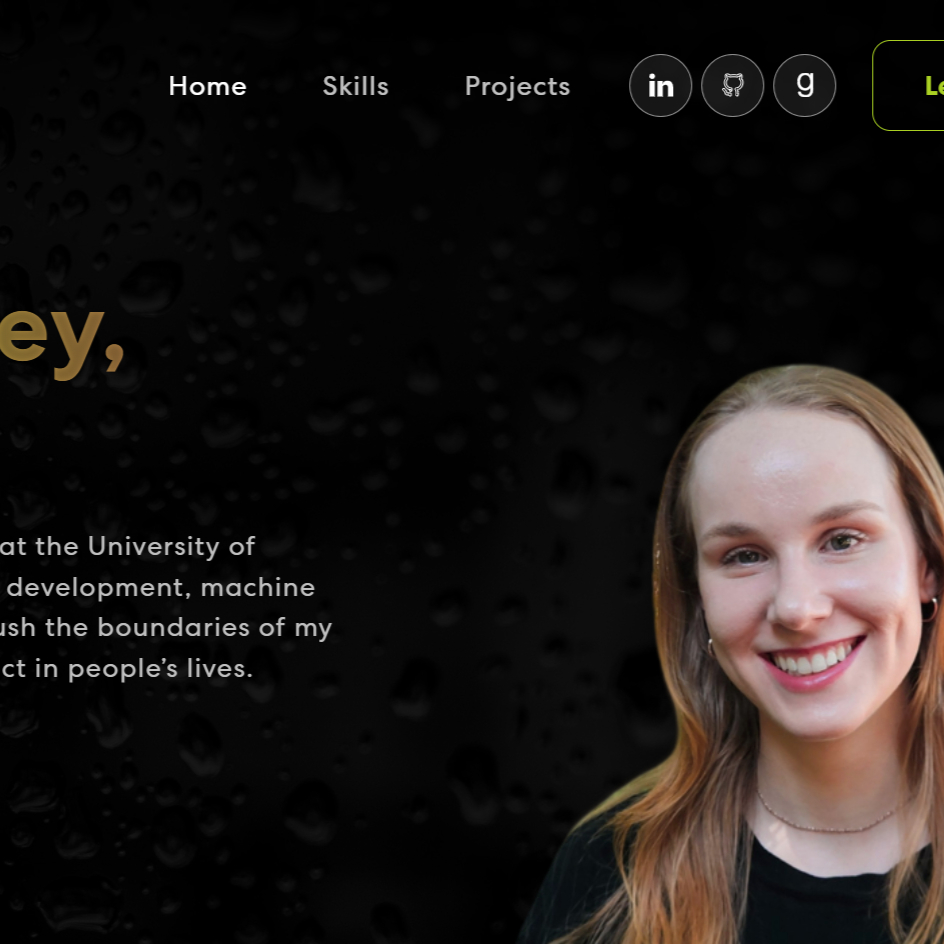 Home Skills Projects in g Le
ey,
at the University of
development, machine
ush the boundaries of my
ct in people’s lives.